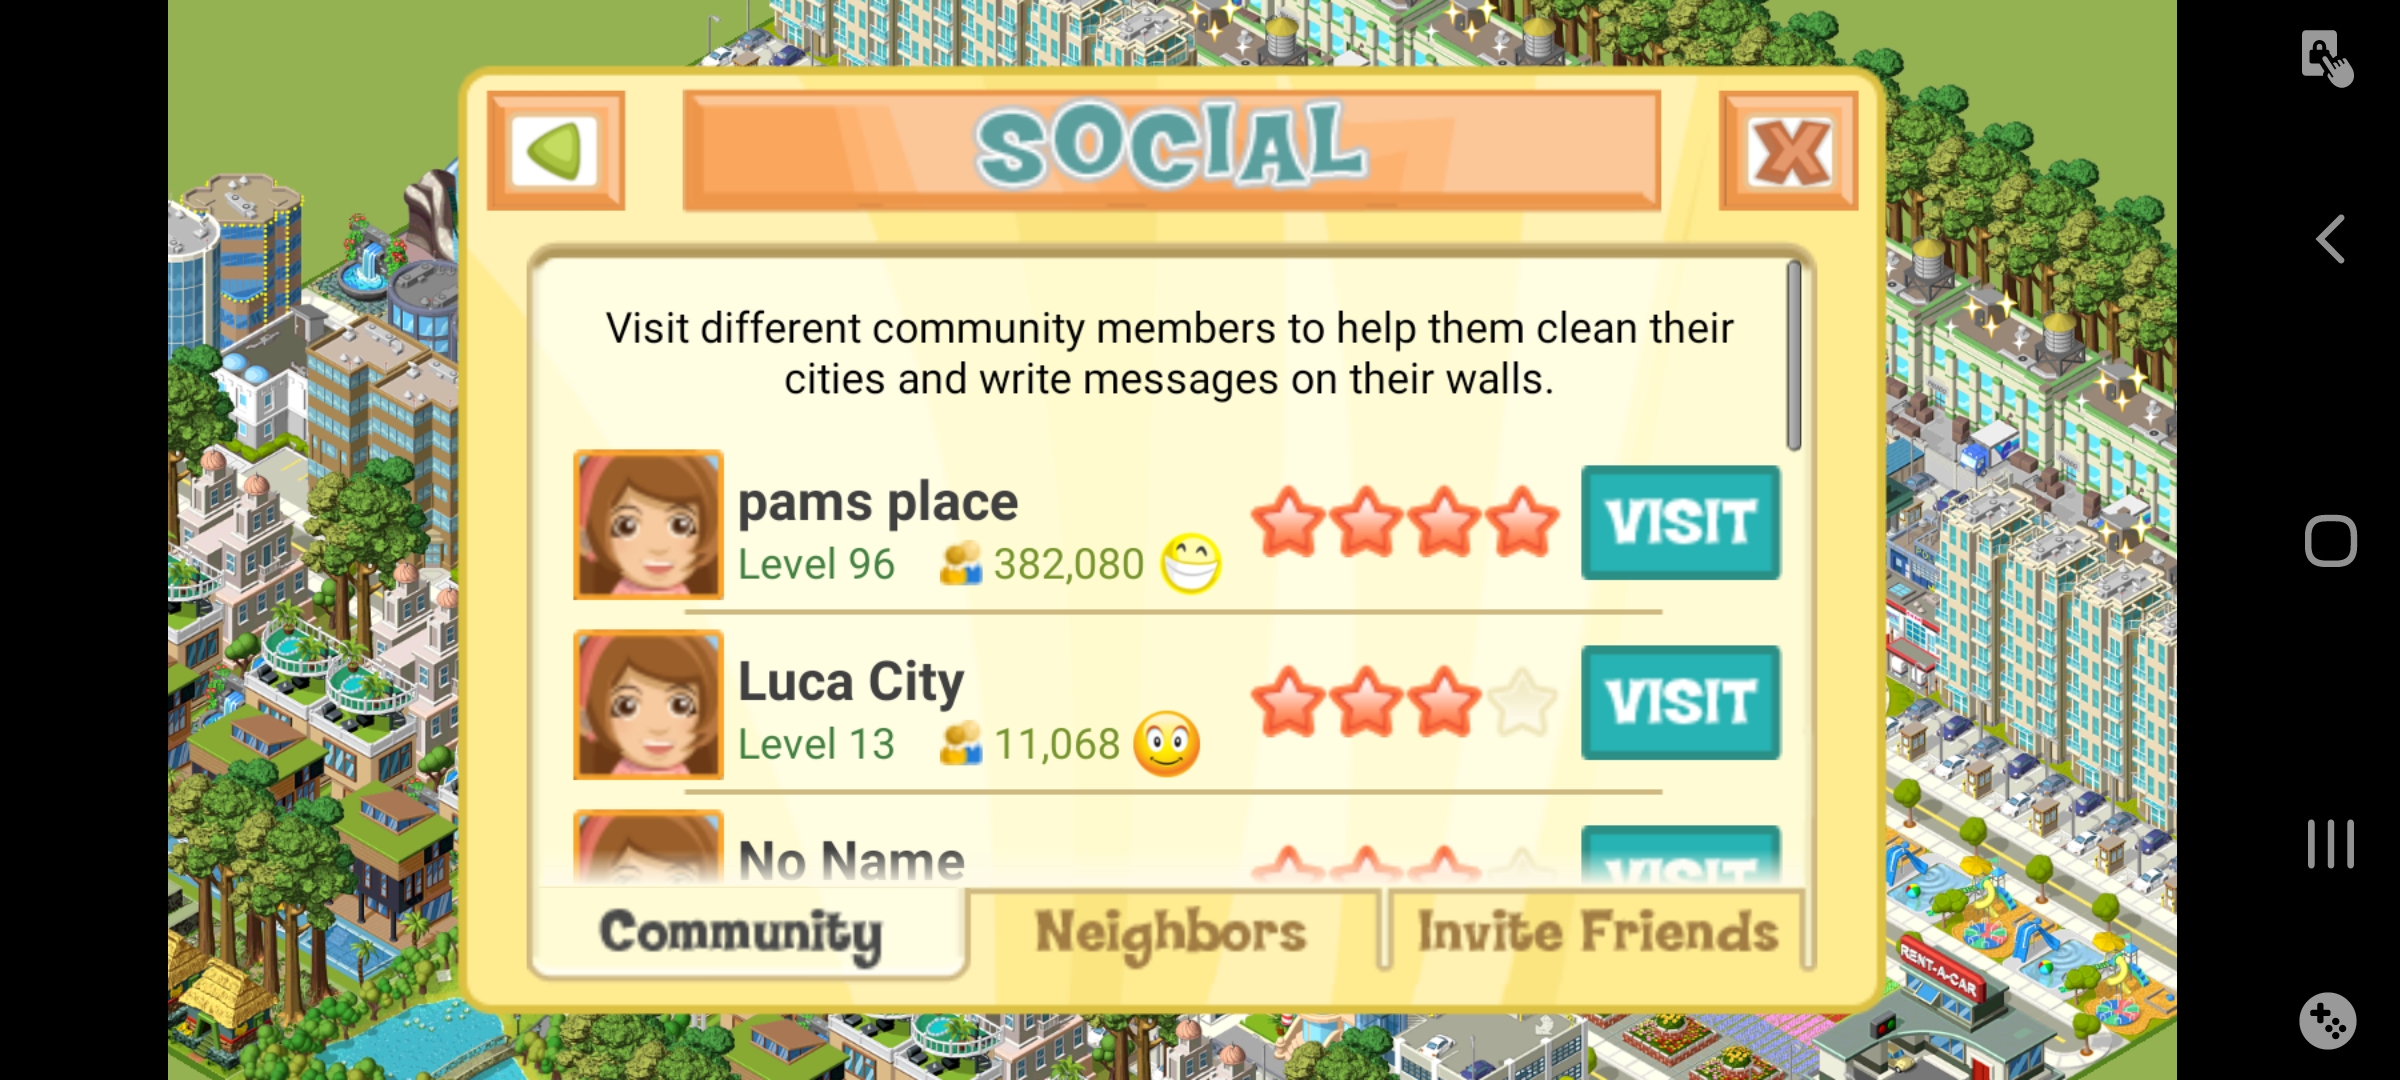 SOCIAL
X
Visit different community members to help them clean their
cities and write messages on their walls.
pams place
Level 96 382,080
VISIT
Luca City
Level 13 11,068
VISIT
No Name
VISIT
Community Neighbors Invite Friends
RENT-A-CAR